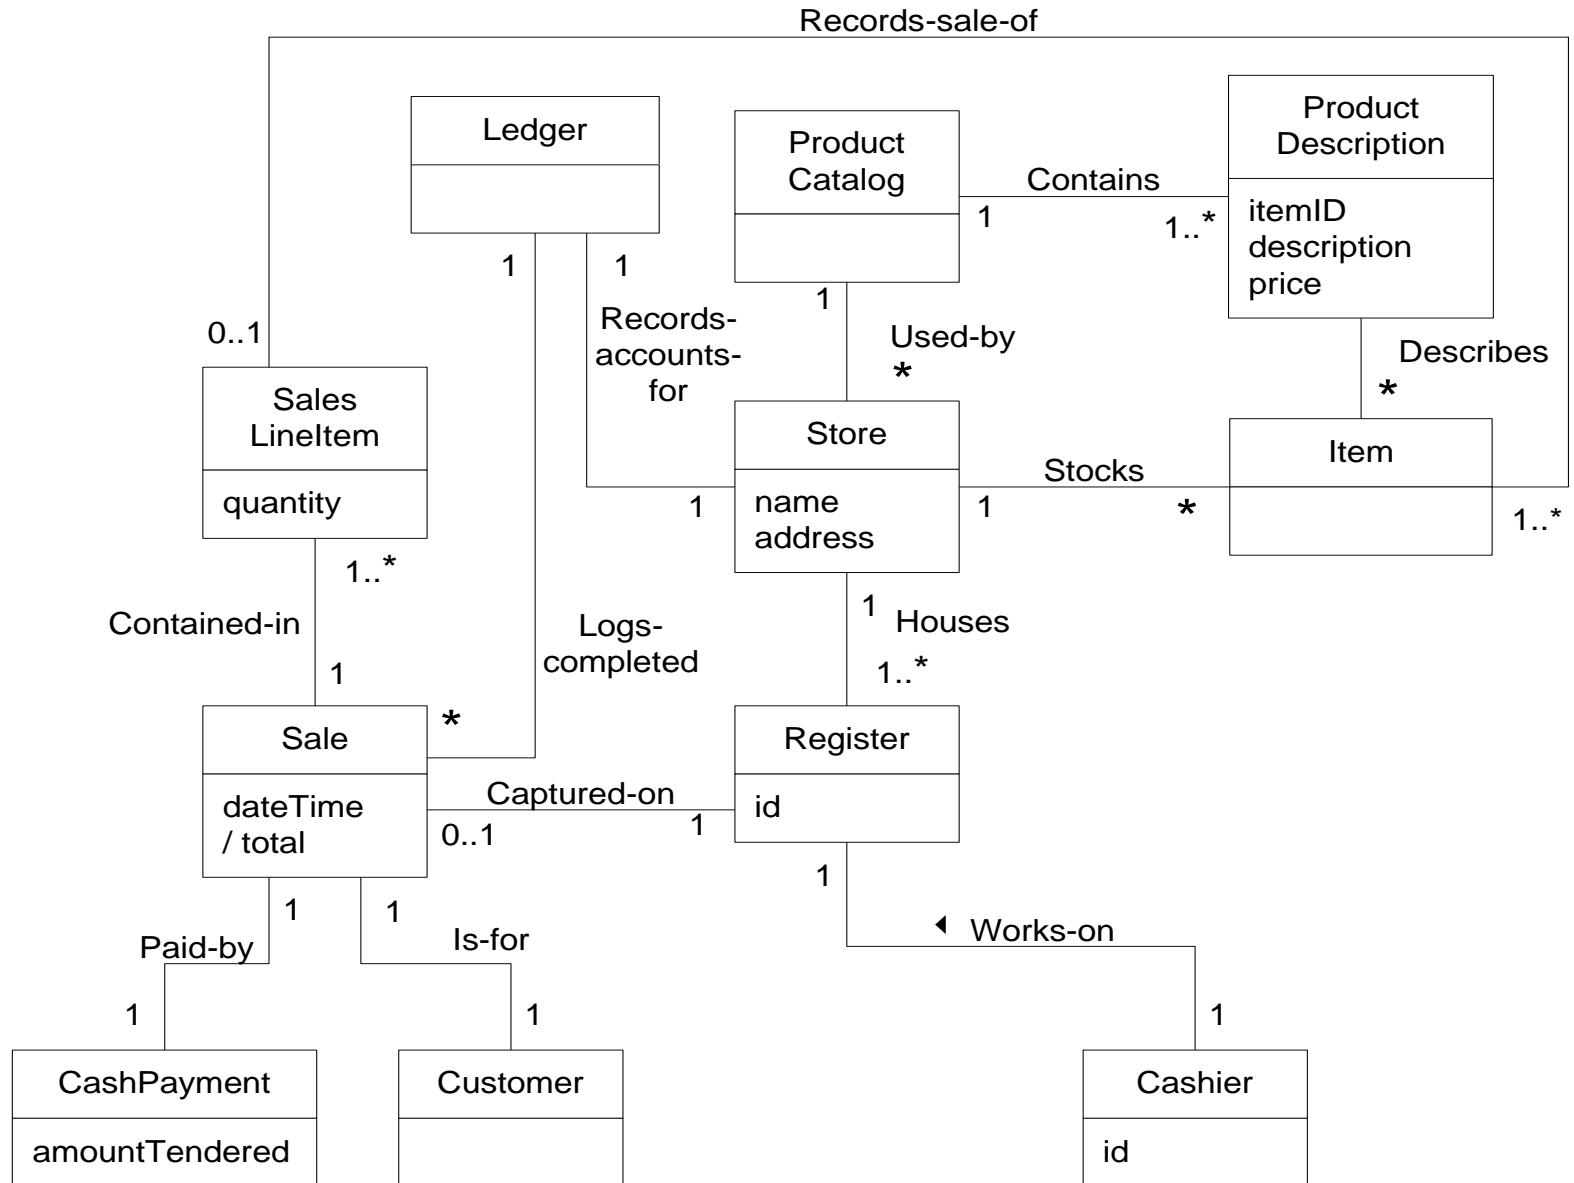 Records-sale-of
Ledger
Product
Catalog
Product
Description
itemID
description
price
Contains
1
1..*
1
1
1
0..1
Records-
accounts-
for
Used-by
*
Describes
*
Sales
LineItem
quantity
Store
name
address
Item
Stocks
1
1
*
1..*
1..*
Contained-in
1
Logs-
completed
*
1
Houses
1..*
Sale
dateTime
/ total
Register
id
Captured-on
0..1
1
1
1
1
Paid-by
Is-for
◄ Works-on
1
1
1
CashPayment
amountTendered
Customer
Cashier
id